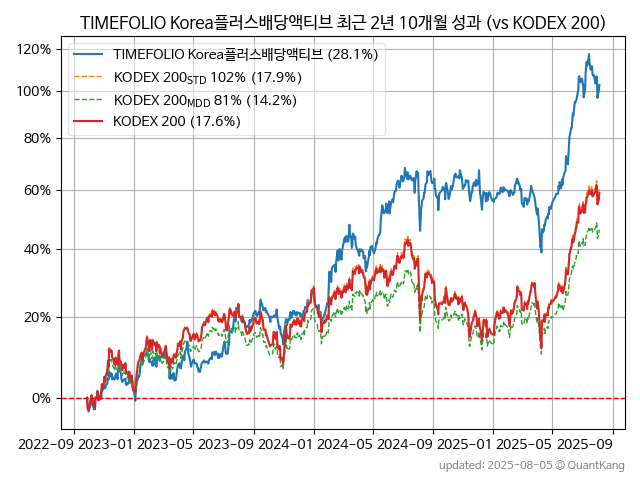 TIMEFOLIO Korea플러스배당액티브 최근 2년 10개월 성과 (vs KODEX 200)
120%
100%
80%
60%
40%
20%
0%
TIMEFOLIO Korea플러스배당액티브 (28.1%)
KODEX 200STD 102% (17.9%)
KODEX 200MDD 81% (14.2%)
KODEX 200 (17.6%)
2022-09 2023-01 2023-05 2023-09 2024-01 2024-05 2024-09 2025-01 2025-05 2025-09
updated: 2025-08-05 © QuantKang